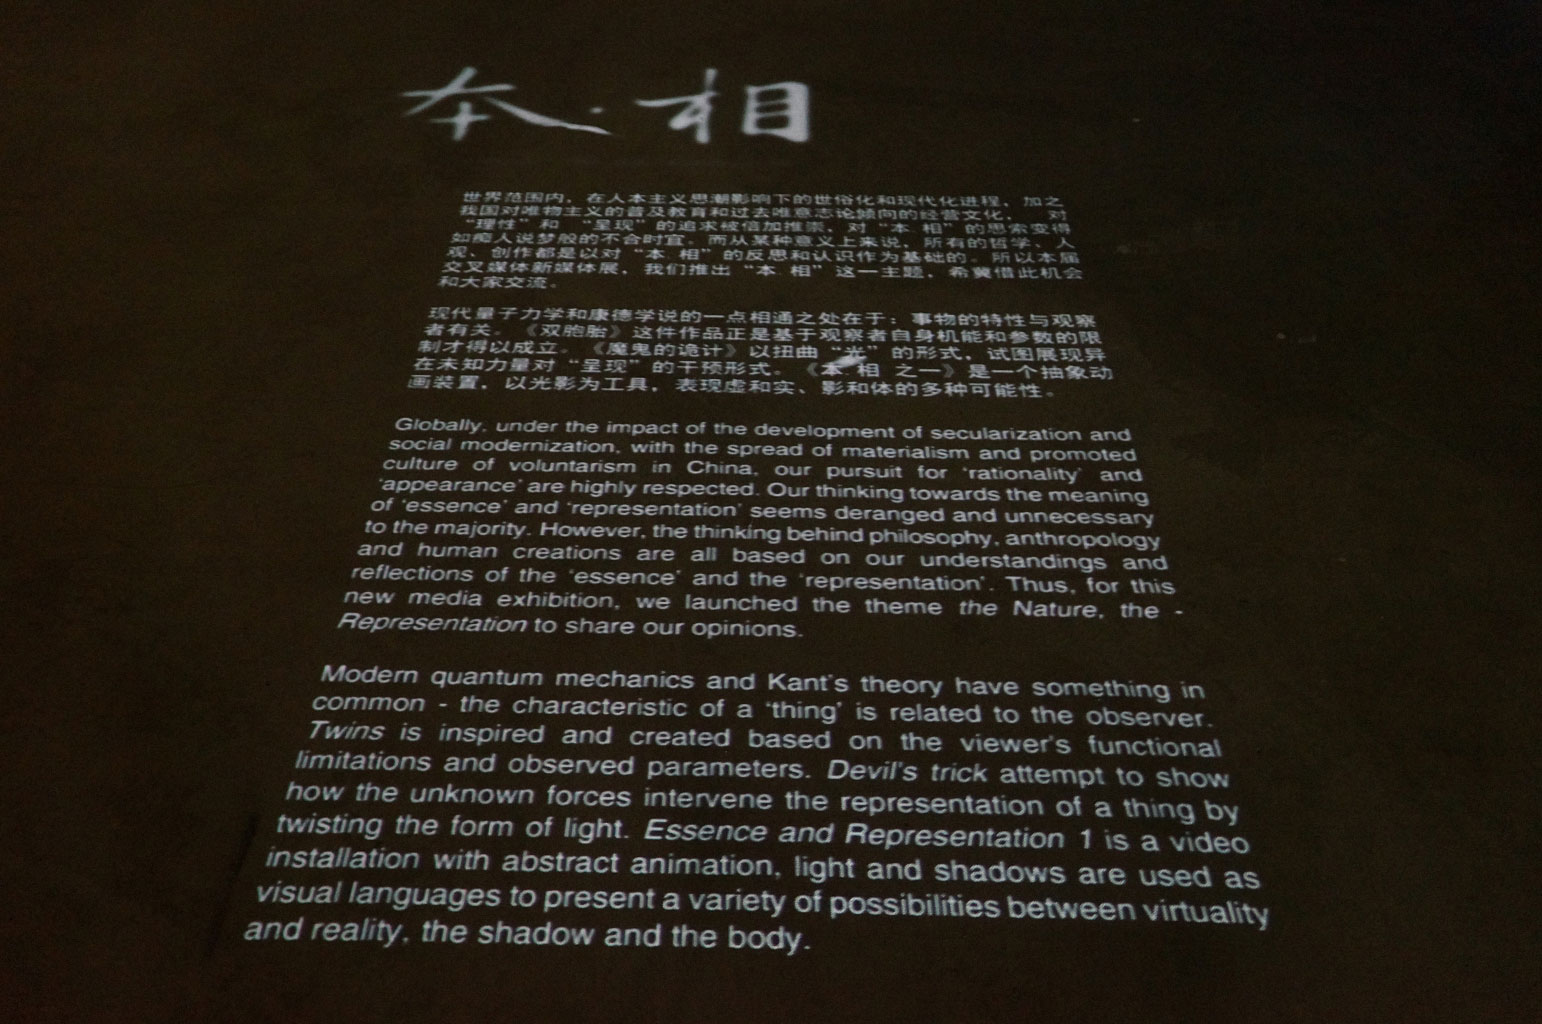 本·相
世界范围内，在人本主义思潮影响下的世俗化和现代化进程，加之
我国对唯物主义的普及教育和过去唯意志论倾向的经营文化， 对
“理性” 和 “呈现” 的追求被倍加推崇，对 “本 相” 的思索变得
如痴人说梦般的不合时宜。而从某种意义上来说，所有的哲学、人
观、创作都是以对 “本 相” 的反思和认识作为基础的。所以本届
交叉媒体新媒体展，我们推出 “本 相” 这一主题，希冀借此机会
和大家交流。
现代量子力学和康德学说的一点相通之处在于：事物的特性与观察
者有关。《双胞胎》这件作品正是基于观察者自身机能和参数的限
制才得以成立。《魔鬼的诡计》以扭曲 的形式，试图展现异
在未知力量对 “呈现” 的干预形式。《本 相 之一》是一个抽象动
画装置，以光影为工具，表现虚和实、影和体的多种可能性。
Globally, under the impact of the development of secularization and
social modernization, with the spread of materialism and promoted
culture of voluntarism in China, our pursuit for ‘rationality’ and
‘appearance’ are highly respected. Our thinking towards the meaning
of ‘essence’ and ‘representation’ seems deranged and unnecessary
to the majority. However, the thinking behind philosophy, anthropology
and human creations are all based on our understandings and
reflections of the ‘essence’ and the ‘representation’. Thus, for this
new media exhibition, we launched the theme the Nature, the -
Representation to share our opinions.
Modern quantum mechanics and Kant’s theory have something in
common - the characteristic of a ‘thing’ is related to the observer.
Twins is inspired and created based on the viewer’s functional
limitations and observed parameters. Devil’s trick attempt to show
how the unknown forces intervene the representation of a thing by
twisting the form of light. Essence and Representation 1 is a video
installation with abstract animation, light and shadows are used as
visual languages to present a variety of possibilities between virtuality
and reality, the shadow and the body.